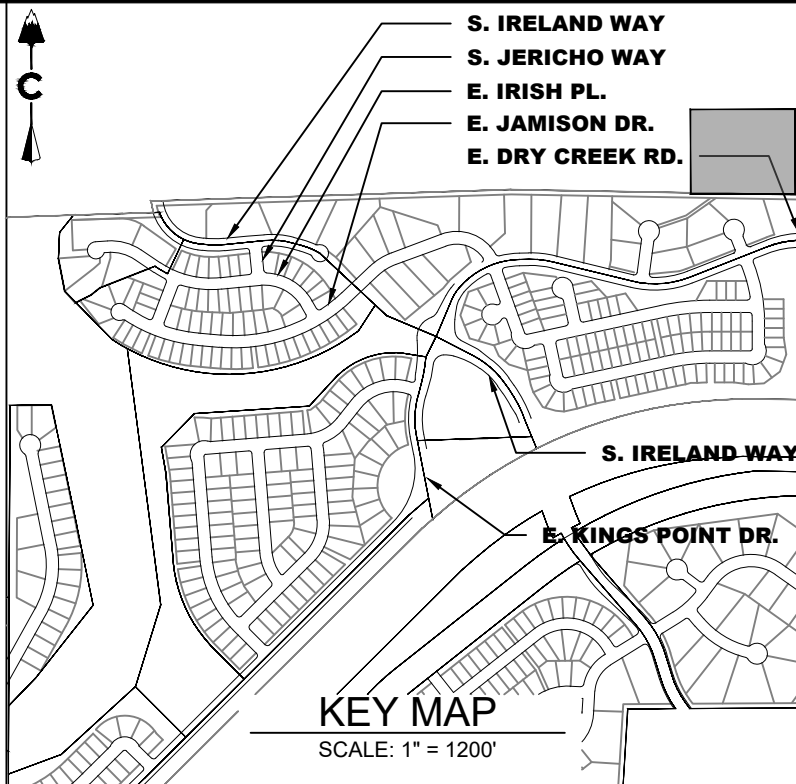 S. IRELAND WAY
S. JERICHO WAY
E. IRISH PL.
E. JAMISON DR.
E. DRY CREEK RD.
C
S. IRELAND WAY
E. KINGS POINT DR.
KEY MAP
SCALE: 1" = 1200'